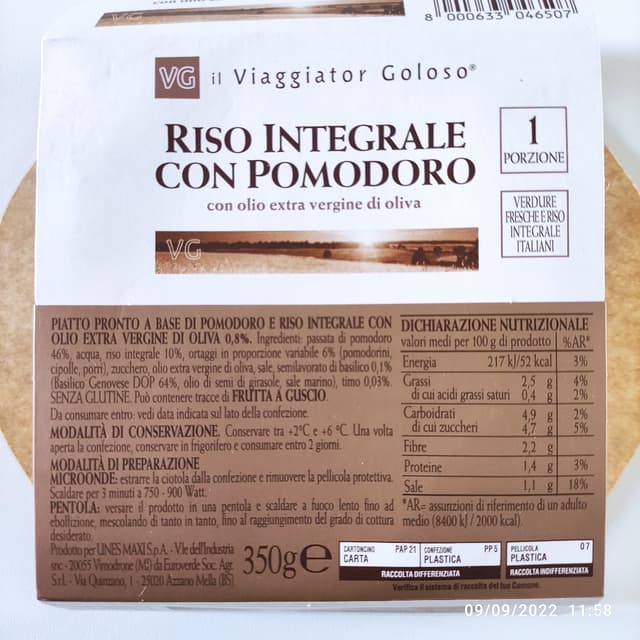 8 000633 046507
VG il Viaggiator Goloso®
RISO INTEGRALE
CON POMODORO
con olio extra vergine di oliva
1
PORZIONE
VERDURE
FRESCHE E RISO
INTEGRALE
ITALIANI
VG
PIATTO PRONTO A BASE DI POMODORO E RISO INTEGRALE CON
OLIO EXTRA VERGINE DI OLIVA 0,8%. Ingredienti: passata di pomodoro
46%, acqua, riso integrale 10%, ortaggi in proporzione variabile 6% (pomodorini,
cipolle, porri), zucchero, olio extra vergine di oliva, sale, semilavorato di basilico 0,1%
(Basilico Genovese DOP 64%, olio di semi di girasole, sale marino), timo 0,03%.
SENZA GLUTINE. Può contenere tracce di FRUTTA A GUSCIO.
Da consumare entro: vedi data indicata sul lato della confezione.
MODALITÀ DI CONSERVAZIONE. Conservare tra +2°C e +6 °C. Una volta
aperta la confezione, conservare in frigorifero e consumare entro 2 giorni.
MODALITÀ DI PREPARAZIONE
MICROONDE: estrarre la ciotola dalla confezione e rimuovere la pellicola protettiva.
Scaldare per 3 minuti a 750 - 900 Watt.
PENTOLA: versare il prodotto in una pentola e scaldare a fuoco lento fino ad
ebollizione, mescolando di tanto in tanto, fino al raggiungimento del grado di cottura
desiderato.
Prodotto per UNES MAXI S.p.A. - V.le dell'Industria
snc - 20055 Vimodrone (MI) da Euroverde Soc. Agr.
S.r.l. - Via Quinzano, 1 - 25020 Azzano Mella (BS)
350g e
DICHIARAZIONE NUTRIZIONALE
valori medi per 100 g di prodotto %AR*
Energia 217 kJ/52 kcal 3%
Grassi 2,5 g 4%
di cui acidi grassi saturi 0,4 g 2%
Carboidrati 4,9 g 2%
di cui zuccheri 4,7 g 5%
Fibre 2,2 g
Proteine 1,4 g 3%
Sale 1,1 g 18%
*AR= assunzioni di riferimento di un adulto
medio (8400 kJ / 2000 kcal).
CARTONCINO PAP 21
CARTA
CONFEZIONE PP 5
PLASTICA
RACCOLTA DIFFERENZIATA
PELLICOLA 07
PLASTICA
RACCOLTA INDIFFERENZIATA
Verifica il sistema di raccolta del tuo Comune.
09/09/2022 11:58